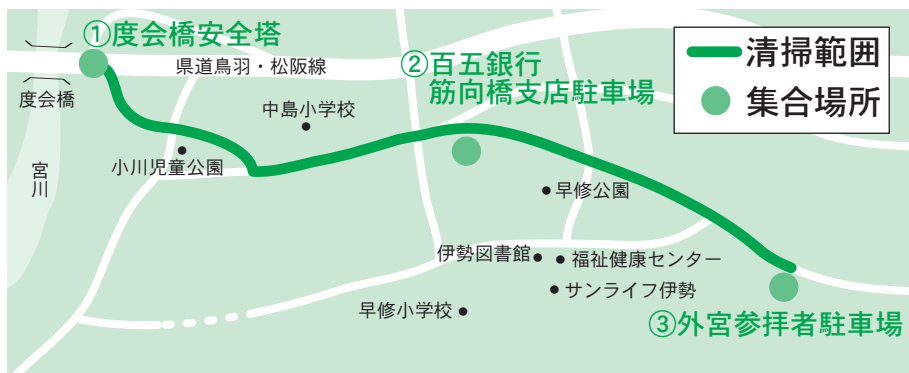 ①度会橋安全塔
県道鳥羽・松阪線
②百五銀行
筋向橋支店駐車場
清掃範囲
集合場所
度会橋
中島小学校
宮川
小川児童公園
早修公園
伊勢図書館
福祉健康センター
サンライフ伊勢
早修小学校
③外宮参拝者駐車場